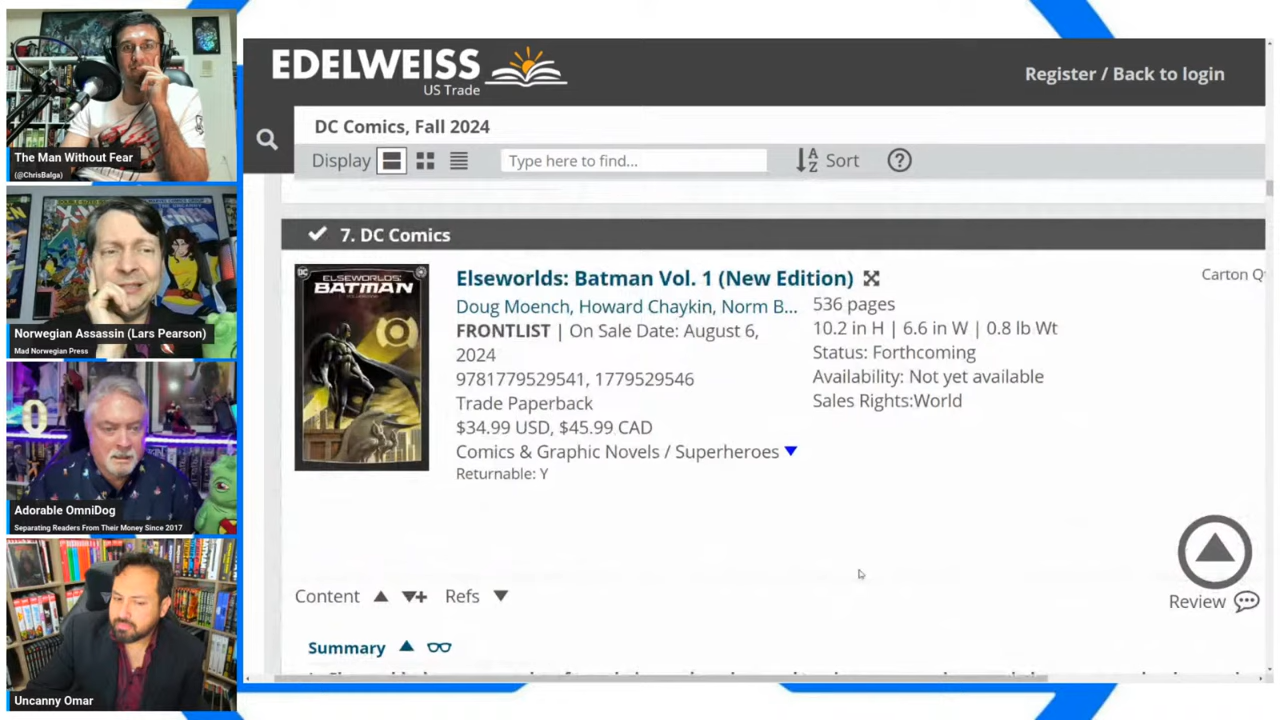 The Man Without Fear
(@ChrisBalga)
Norwegian Assassin (Lars Pearson)
Mad Norwegian Press
Adorable OmniDog
Separating Readers From Their Money Since 2017
Uncanny Omar
EDELWEISS
US Trade
Register / Back to login
DC Comics, Fall 2024
Display
Type here to find...
A
Z
Sort
?
7. DC Comics
ELSEWORLDS:
BATMAN
Elseworlds: Batman Vol. 1 (New Edition)
Carton Q
Doug Moench, Howard Chaykin, Norm B...
536 pages
FRONTLIST | On Sale Date: August 6,
2024
10.2 in H | 6.6 in W | 0.8 lb Wt
Status: Forthcoming
9781779529541, 1779529546
Availability: Not yet available
Trade Paperback
Sales Rights:World
$34.99 USD, $45.99 CAD
Comics & Graphic Novels / Superheroes
Returnable: Y
Content
Refs
Review
Summary